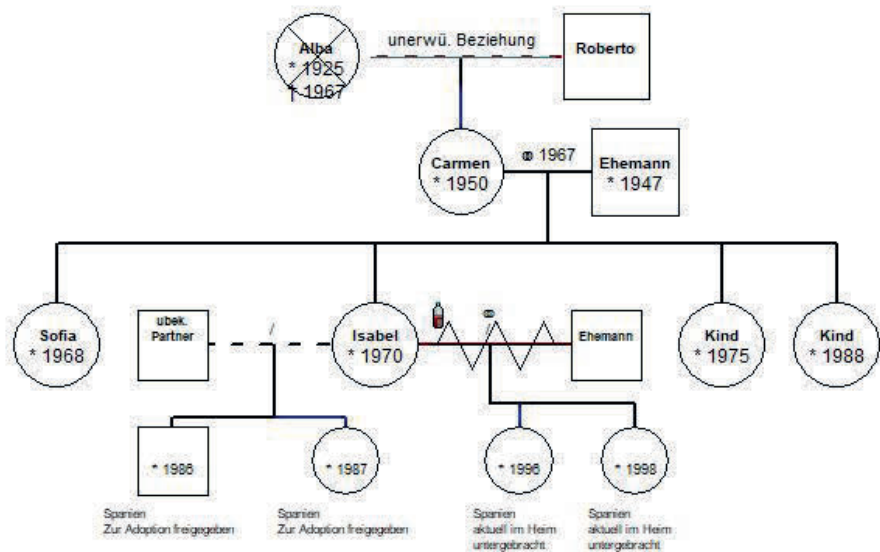 unerwü. Beziehung
Alba
* 1925
† 1967
Roberto
Carmen
* 1950
⚭ 1967
Ehemann
* 1947
Sofia
* 1968
ubek.
Partner
/
Isabel
* 1970
⚭
/
Ehemann
Kind
* 1975
Kind
* 1988
* 1986
* 1987
* 1996
* 1998
Spanien
Zur Adoption freigegeben
Spanien
Zur Adoption freigegeben
Spanien
aktuell im Heim
untergebracht
Spanien
aktuell im Heim
untergebracht